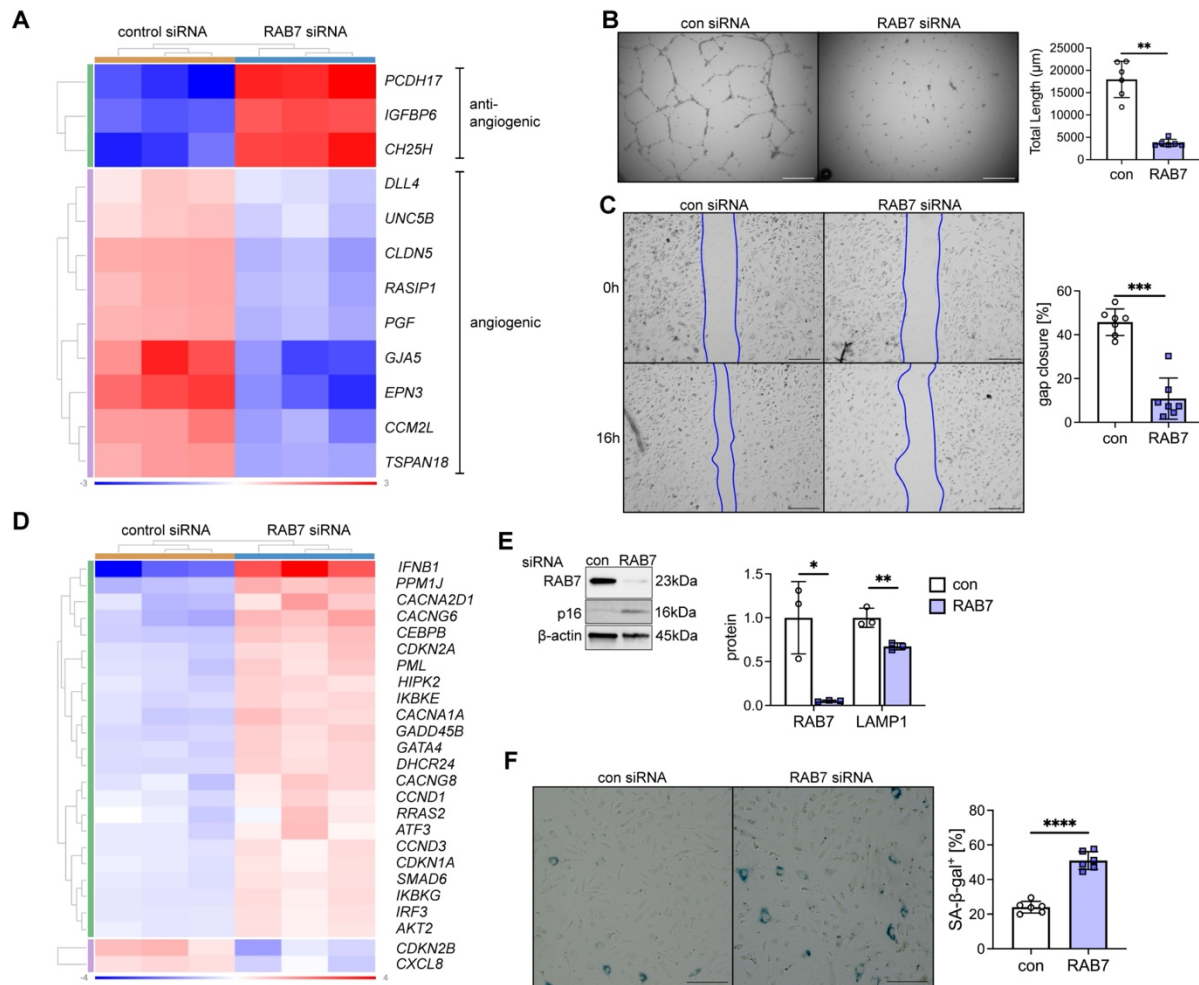 A
control siRNA RAB7 siRNA
PCDH17
IGFBP6
CH25H
anti-
angiogenic
DLL4
UNC5B
CLDN5
RASIP1
PGF
GJA5
EPN3
CCM2L
TSPAN18
angiogenic
-3 3
B
con siRNA RAB7 siRNA
Total Length (µm)
25000
20000
15000
10000
5000
0
**
con RAB7
C
con siRNA RAB7 siRNA
0h
16h
gap closure [%]
60
40
20
0
***
con RAB7
D
control siRNA RAB7 siRNA
IFNB1
PPM1J
CACNA2D1
CACNG6
CEBPB
CDKN2A
PML
HIPK2
IKBKE
CACNA1A
GADD45B
GATA4
DHCR24
CACNG8
CCND1
RRAS2
ATF3
CCND3
CDKN1A
SMAD6
IKBKG
IRF3
AKT2
CDKN2B
CXCL8
-4 4
E
siRNA con RAB7
RAB7 23kDa
p16 16kDa
β-actin 45kDa
protein
1.5
1.0
0.5
0.0
* **
RAB7 LAMP1
con
RAB7
F
con siRNA RAB7 siRNA
SA-β-gal⁺ [%]
80
60
40
20
0
****
con RAB7